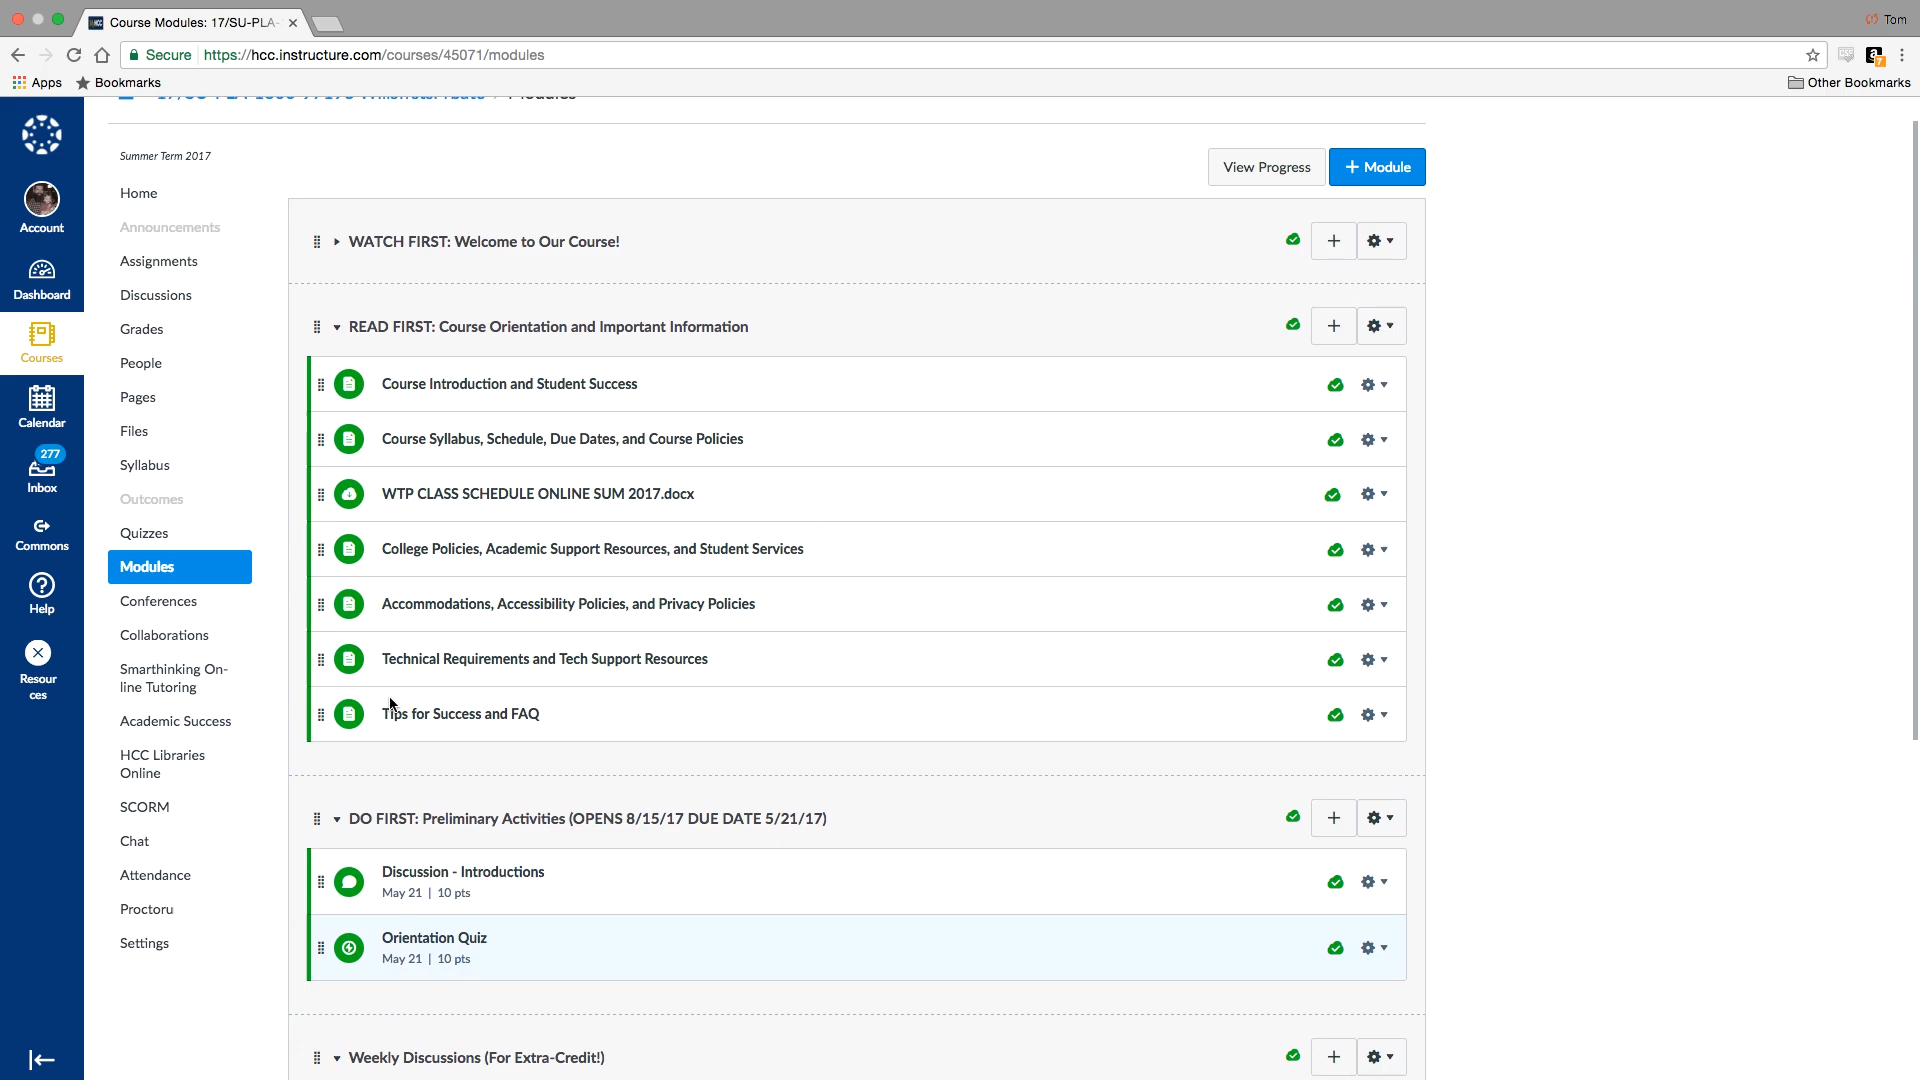 Course Modules: 17/SU-PLA-
Tom
Secure https://hcc.instructure.com/courses/45071/modules
7
Apps Bookmarks
Other Bookmarks
Summer Term 2017
View Progress
+ Module
Account
Dashboard
Courses
Calendar
277
Inbox
Commons
Help
Resour
ces
Home
Announcements
Assignments
Discussions
Grades
People
Pages
Files
Syllabus
Outcomes
Quizzes
Modules
Conferences
Collaborations
Smarthinking On-
line Tutoring
Academic Success
HCC Libraries
Online
SCORM
Chat
Attendance
Proctoru
Settings
WATCH FIRST: Welcome to Our Course!
READ FIRST: Course Orientation and Important Information
Course Introduction and Student Success
Course Syllabus, Schedule, Due Dates, and Course Policies
WTP CLASS SCHEDULE ONLINE SUM 2017.docx
College Policies, Academic Support Resources, and Student Services
Accommodations, Accessibility Policies, and Privacy Policies
Technical Requirements and Tech Support Resources
Tips for Success and FAQ
DO FIRST: Preliminary Activities (OPENS 8/15/17 DUE DATE 5/21/17)
Discussion - Introductions
May 21 | 10 pts
Orientation Quiz
May 21 | 10 pts
Weekly Discussions (For Extra-Credit!)